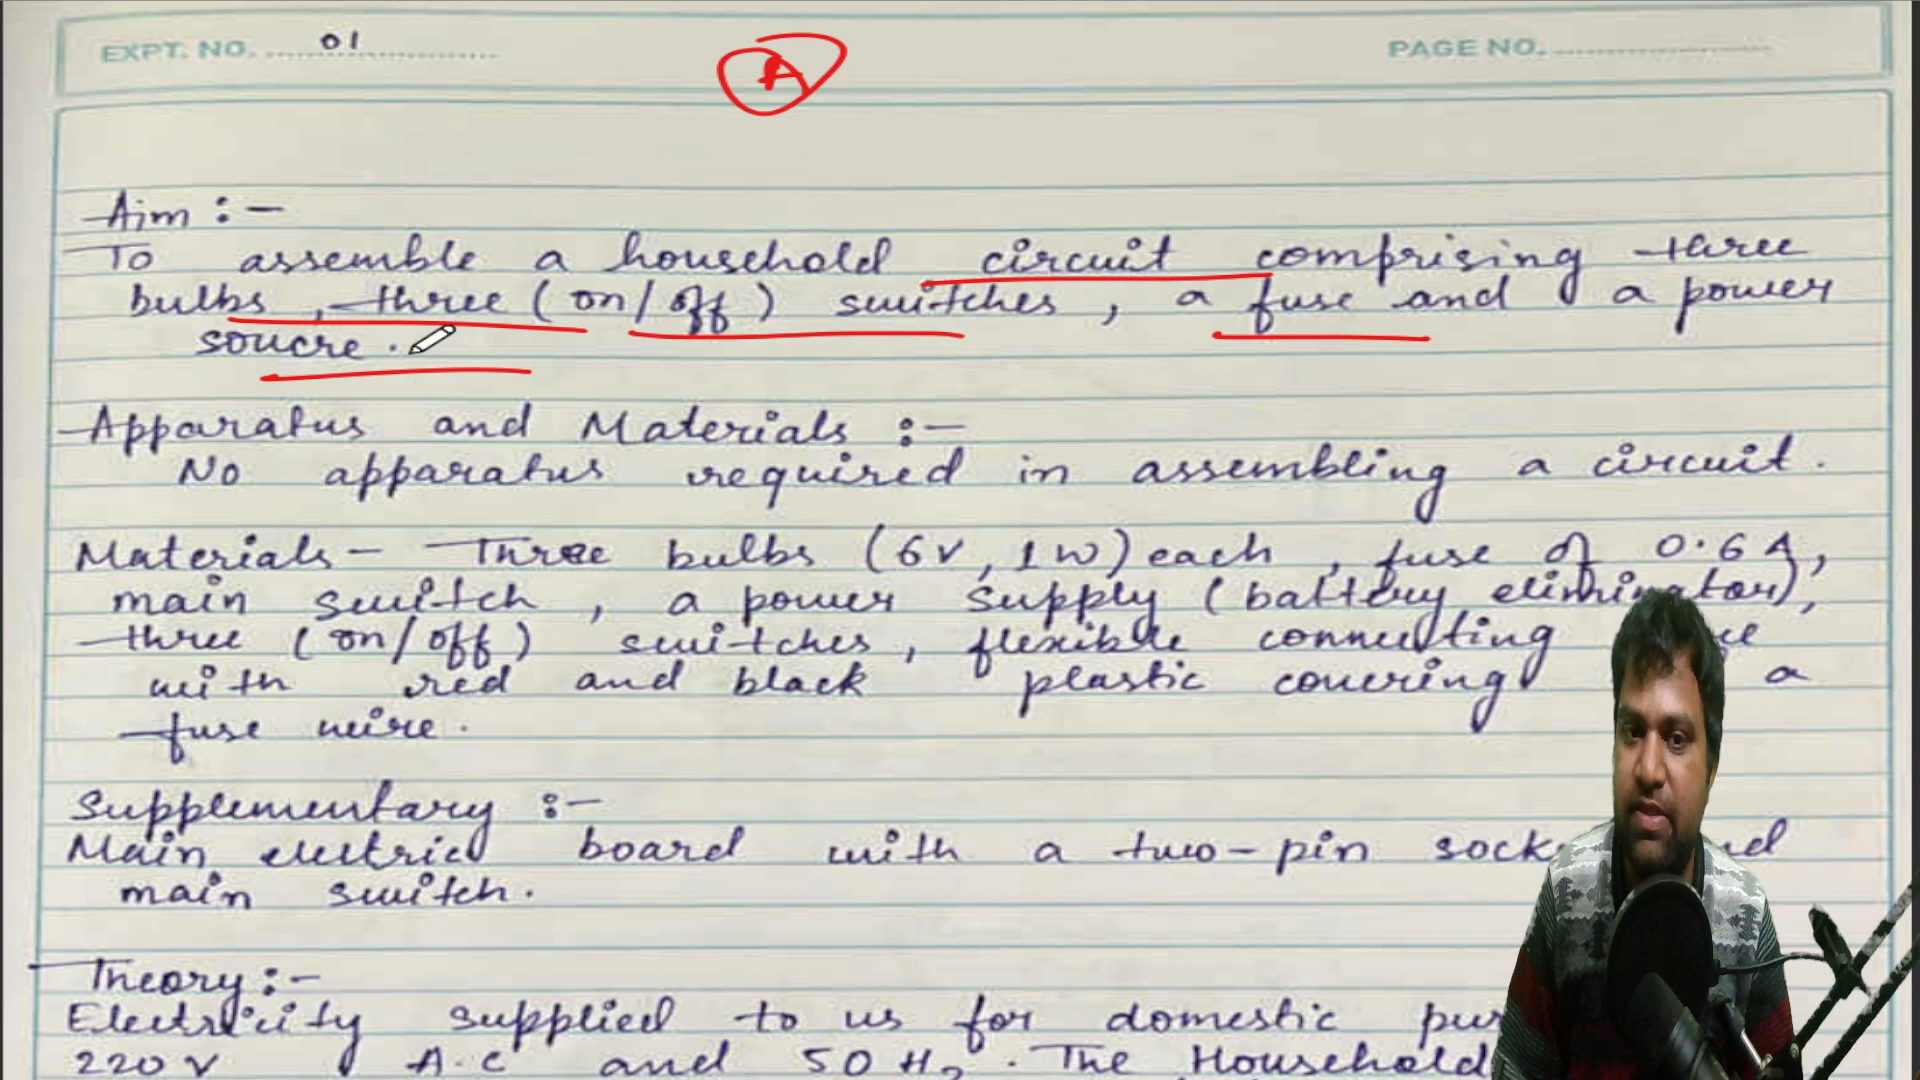 EXPT. NO. 01
A
PAGE NO.
Aim :-
To assemble a household circuit comprising three
bulbs, three (on/off) switches, a fuse and a power
soucre.
Apparatus and Materials :-
No apparatus required in assembling a circuit.
Materials - Three bulbs (6V, 1W) each, fuse of 0.6A,
main switch, a power supply (battery eliminator),
three (on/off) switches, flexible connecting
with red and black plastic covering a
fuse wire.
Supplementary :-
Main electric board with a two-pin
main switch.
Theory :-
Electricity supplied to us for domestic
220 V A.C and 50 Hz. The Household